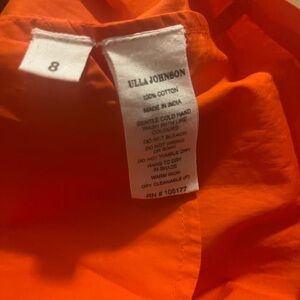 8
ULLA JOHNSON
100% COTTON
MADE IN INDIA
GENTLE COLD HAND
WASH WITH LIKE
COLOURS
DO NOT BLEACH
DO NOT WRING
OR SOAK
DO NOT TUMBLE DRY
HANG TO DRY
IN SHADE
WARM IRON
DRY CLEANABLE (P)
RN # 105177